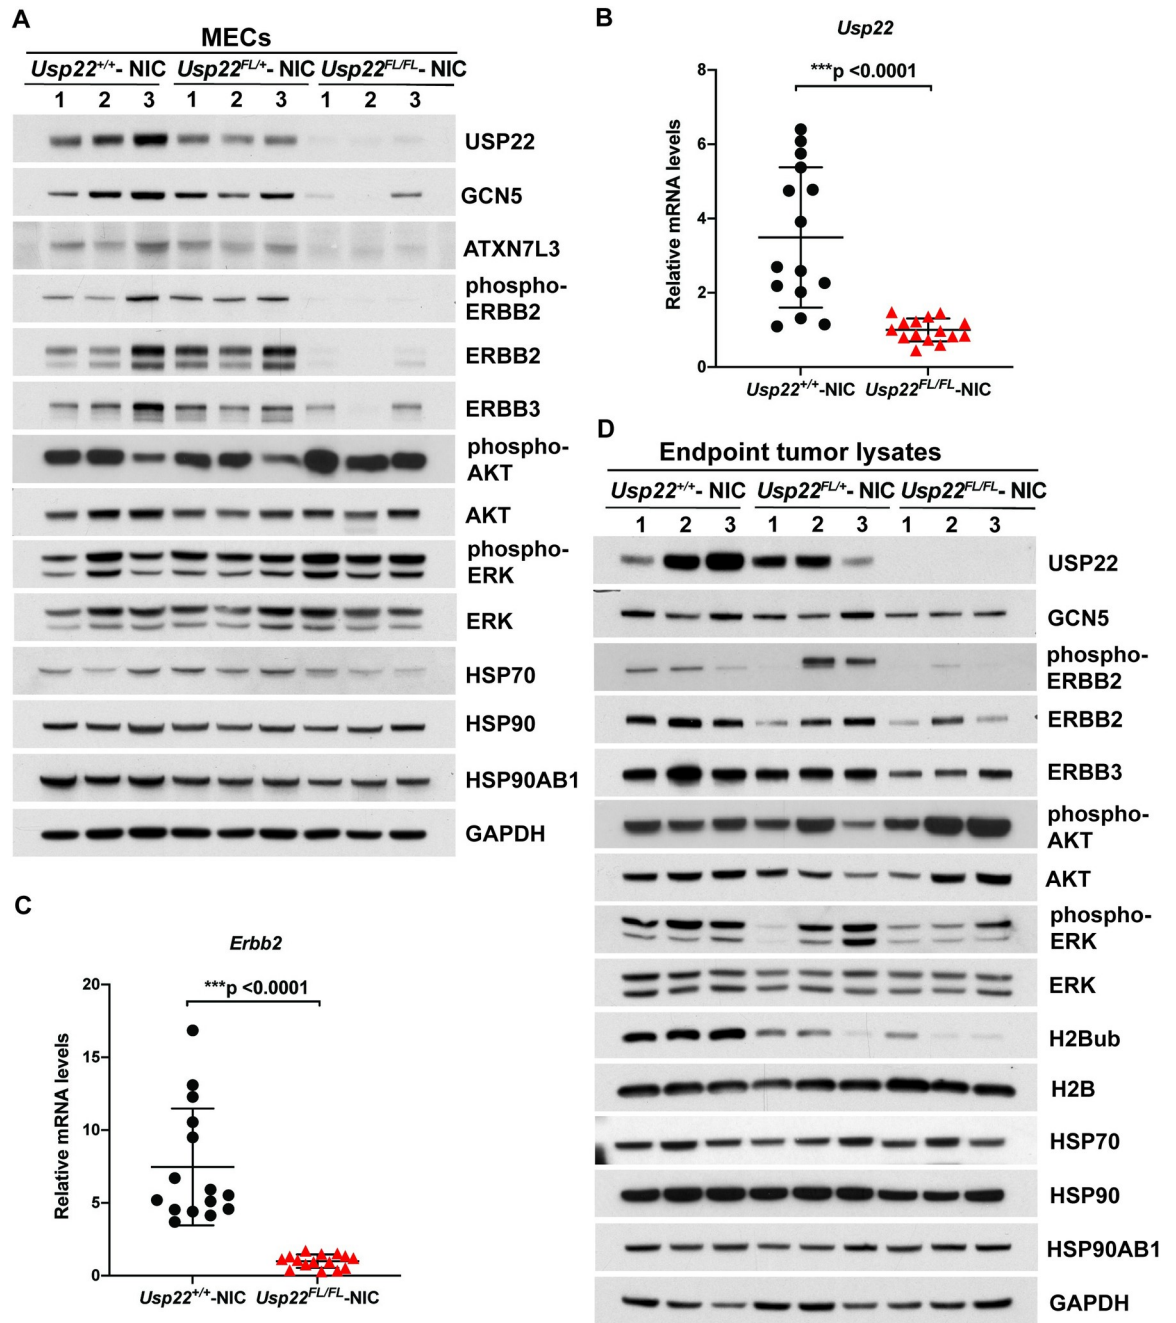 A
MECs
Usp22+/+- NIC Usp22FL/+- NIC Usp22FL/FL- NIC
1 2 3 1 2 3 1 2 3
USP22
GCN5
ATXN7L3
phospho-
ERBB2
ERBB2
ERBB3
phospho-
AKT
AKT
phospho-
ERK
ERK
HSP70
HSP90
HSP90AB1
GAPDH
B
Usp22
***p <0.0001
Relative mRNA levels
8
6
4
2
0
Usp22+/+-NIC Usp22FL/FL-NIC
C
Erbb2
***p <0.0001
Relative mRNA levels
20
15
10
5
0
Usp22+/+-NIC Usp22FL/FL-NIC
D
Endpoint tumor lysates
Usp22+/+- NIC Usp22FL/+- NIC Usp22FL/FL- NIC
1 2 3 1 2 3 1 2 3
USP22
GCN5
phospho-
ERBB2
ERBB2
ERBB3
phospho-
AKT
AKT
phospho-
ERK
ERK
H2Bub
H2B
HSP70
HSP90
HSP90AB1
GAPDH